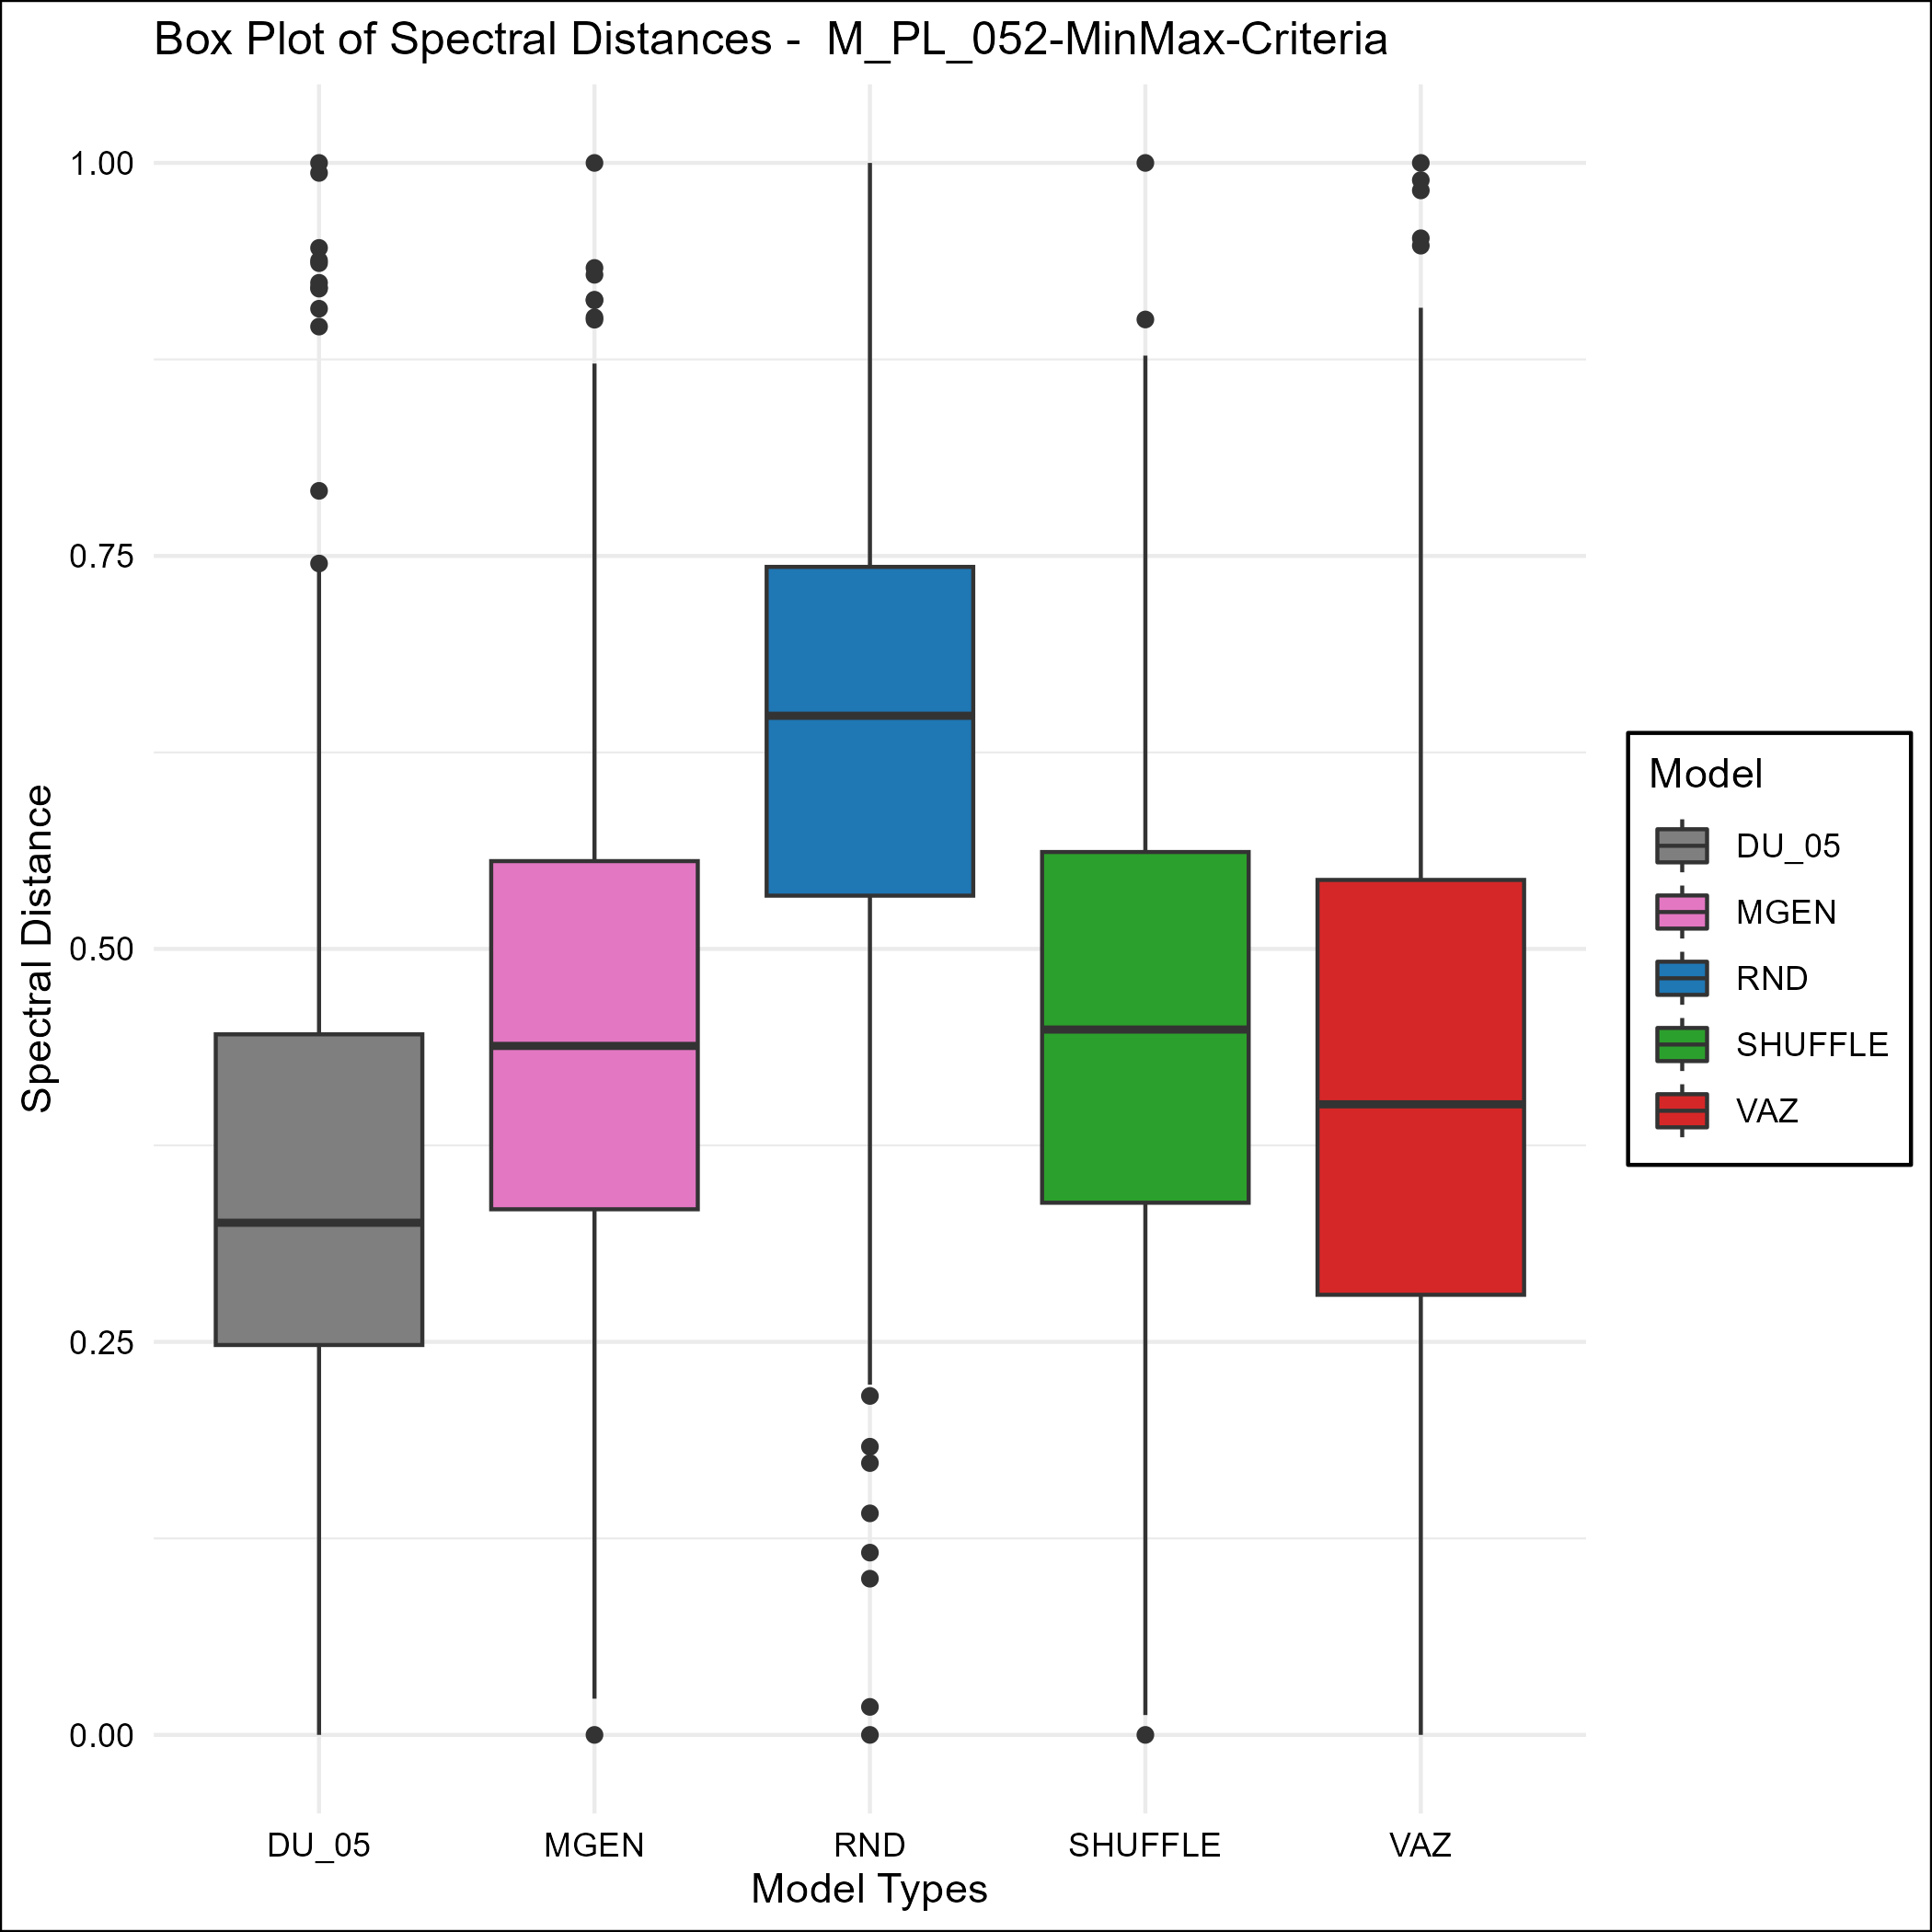 Box Plot of Spectral Distances -  M_PL_052-MinMax-Criteria
1.00
0.75
0.50
0.25
0.00
Spectral Distance
DU_05
MGEN
RND
SHUFFLE
VAZ
Model Types
Model
DU_05
MGEN
RND
SHUFFLE
VAZ